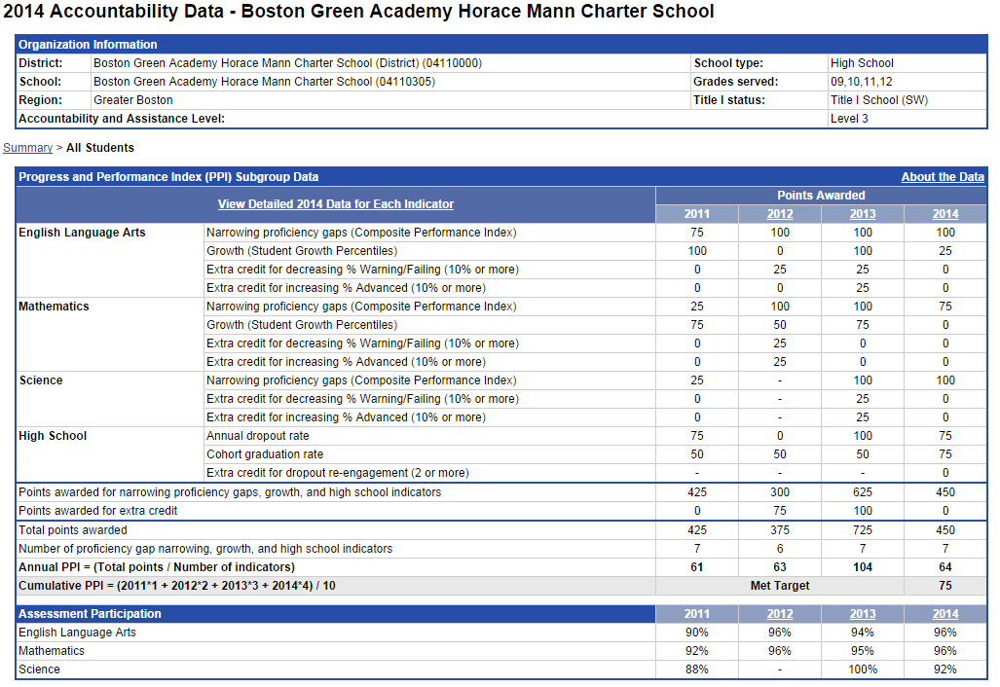 2014 Accountability Data - Boston Green Academy Horace Mann Charter School
Organization Information
District: Boston Green Academy Horace Mann Charter School (District) (04110000) School type: High School
School: Boston Green Academy Horace Mann Charter School (04110305) Grades served: 09,10,11,12
Region: Greater Boston Title I status: Title I School (SW)
Accountability and Assistance Level: Level 3
Summary > All Students
Progress and Performance Index (PPI) Subgroup Data About the Data
View Detailed 2014 Data for Each Indicator Points Awarded
2011 2012 2013 2014
English Language Arts Narrowing proficiency gaps (Composite Performance Index) 75 100 100 100
Growth (Student Growth Percentiles) 100 0 100 25
Extra credit for decreasing % Warning/Failing (10% or more) 0 25 25 0
Extra credit for increasing % Advanced (10% or more) 0 0 25 0
Mathematics Narrowing proficiency gaps (Composite Performance Index) 25 100 100 75
Growth (Student Growth Percentiles) 75 50 75 0
Extra credit for decreasing % Warning/Failing (10% or more) 0 25 0 0
Extra credit for increasing % Advanced (10% or more) 0 25 0 0
Science Narrowing proficiency gaps (Composite Performance Index) 25 - 100 100
Extra credit for decreasing % Warning/Failing (10% or more) 0 - 25 0
Extra credit for increasing % Advanced (10% or more) 0 - 25 0
High School Annual dropout rate 75 0 100 75
Cohort graduation rate 50 50 50 75
Extra credit for dropout re-engagement (2 or more) - - - 0
Points awarded for narrowing proficiency gaps, growth, and high school indicators 425 300 625 450
Points awarded for extra credit 0 75 100 0
Total points awarded 425 375 725 450
Number of proficiency gap narrowing, growth, and high school indicators 7 6 7 7
Annual PPI = (Total points / Number of indicators) 61 63 104 64
Cumulative PPI = (2011*1 + 2012*2 + 2013*3 + 2014*4) / 10 Met Target 75
Assessment Participation 2011 2012 2013 2014
English Language Arts 90% 96% 94% 96%
Mathematics 92% 96% 95% 96%
Science 88% - 100% 92%